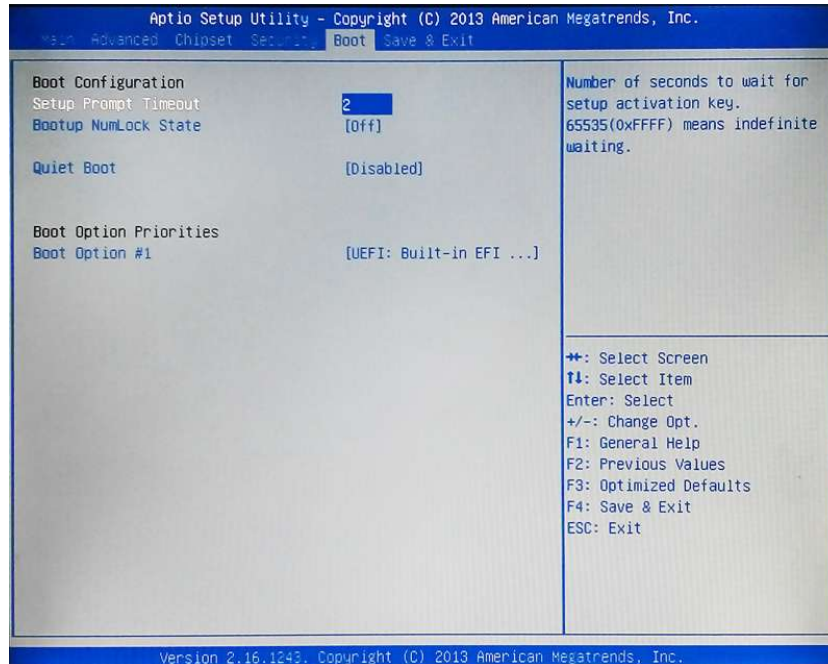 Aptio Setup Utility - Copyright (C) 2013 American Megatrends, Inc.
Main Advanced Chipset Security Boot Save & Exit
Boot Configuration
Setup Prompt Timeout 2
Bootup NumLock State [Off]
Quiet Boot [Disabled]
Boot Option Priorities
Boot Option #1 [UEFI: Built-in EFI ...]
Number of seconds to wait for
setup activation key.
65535(0xFFFF) means indefinite
waiting.
→←: Select Screen
↑↓: Select Item
Enter: Select
+/-: Change Opt.
F1: General Help
F2: Previous Values
F3: Optimized Defaults
F4: Save & Exit
ESC: Exit
Version 2.16.1243. Copyright (C) 2013 American Megatrends, Inc.